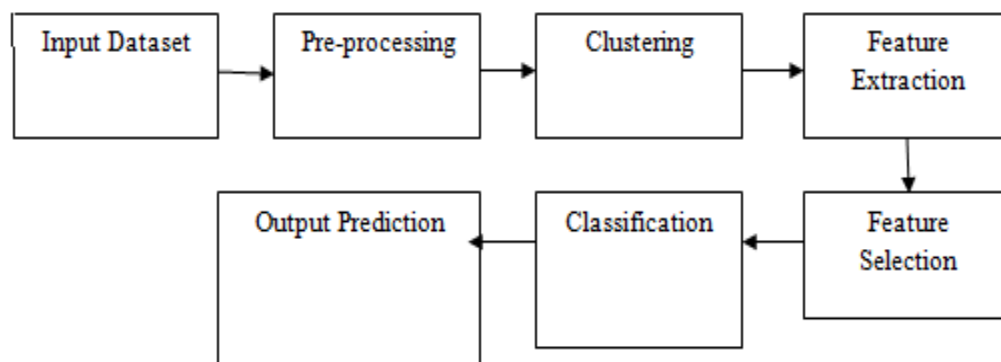 Input Dataset
Pre-processing
Clustering
Feature
Extraction
Feature
Selection
Classification
Output Prediction